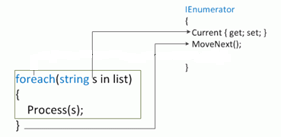 IEnumerator
{
Current { get; set; }
MoveNext();
}
foreach(string s in list)
{
Process(s);
}